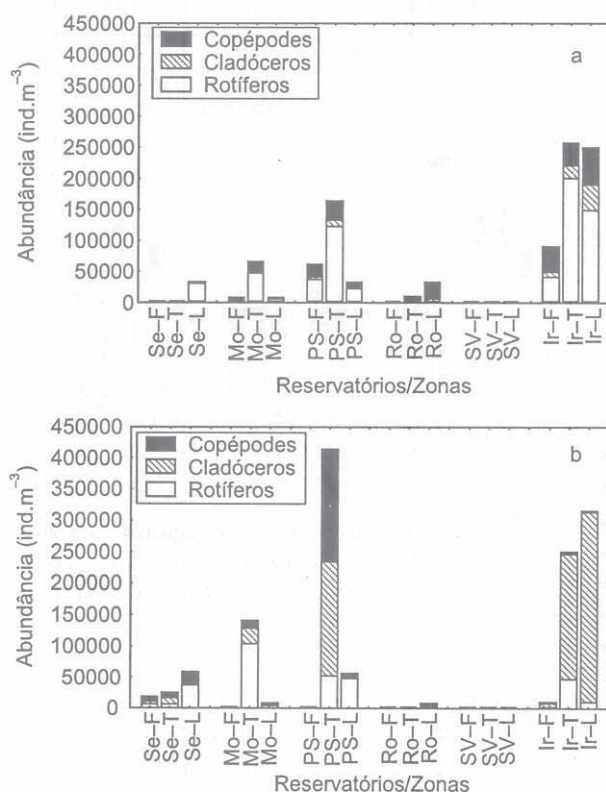 450000
400000
350000
300000
250000
200000
150000
100000
50000
0
Abundância (ind.m⁻³)
Copépodes
Cladóceros
Rotíferos
a
Se–F
Se–T
Se–L
Mo–F
Mo–T
Mo–L
PS–F
PS–T
PS–L
Ro–F
Ro–T
Ro–L
SV–F
SV–T
SV–L
Ir–F
Ir–T
Ir–L
Reservatórios/Zonas
450000
400000
350000
300000
250000
200000
150000
100000
50000
0
Abundância (ind.m⁻³)
Copépodes
Cladóceros
Rotíferos
b
Se–F
Se–T
Se–L
Mo–F
Mo–T
Mo–L
PS–F
PS–T
PS–L
Ro–F
Ro–T
Ro–L
SV–F
SV–T
SV–L
Ir–F
Ir–T
Ir–L
Reservatórios/Zonas